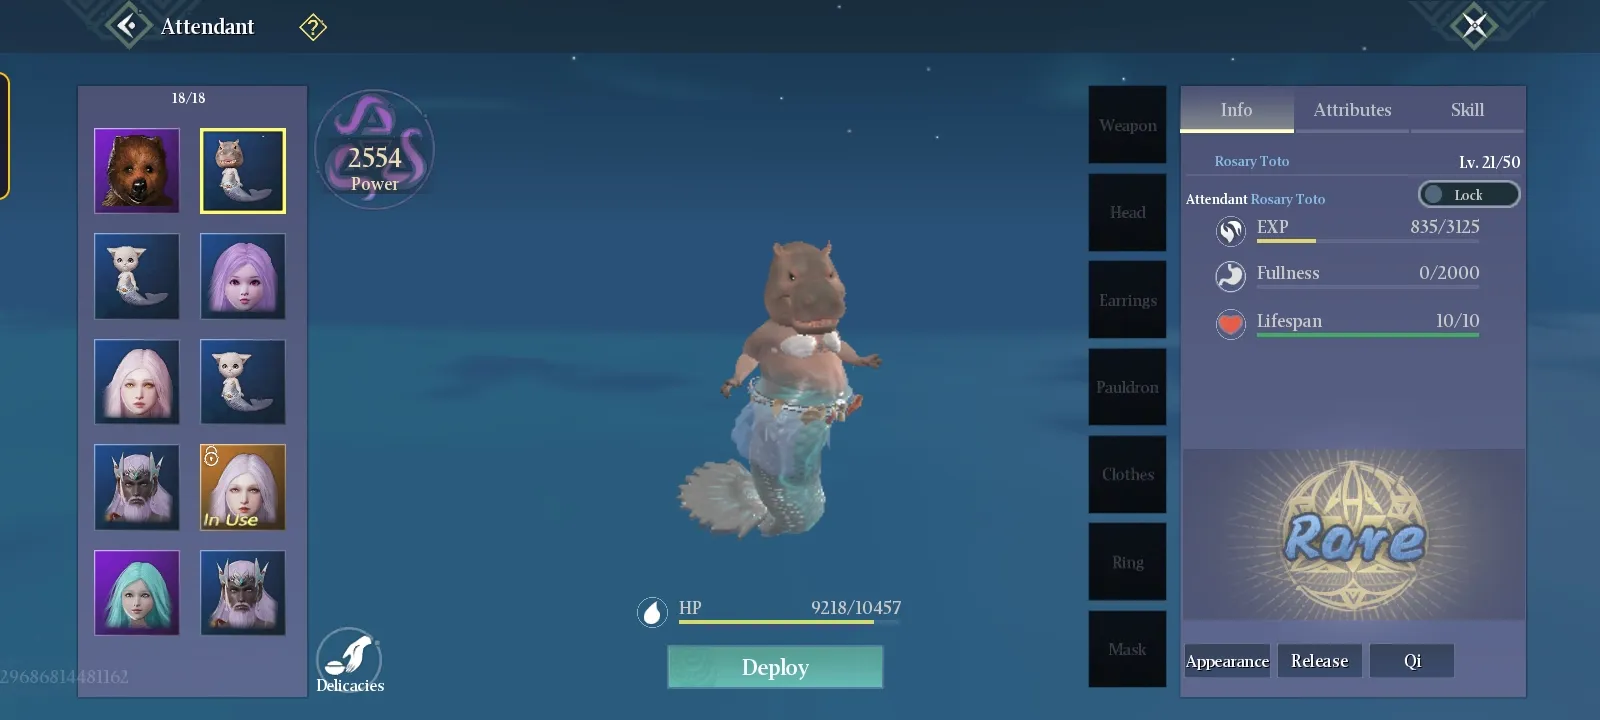 Attendant
?
18/18
2554
Power
In Use
29686814481162
Delicacies
HP 9218/10457
Deploy
Weapon
Head
Earrings
Pauldron
Clothes
Ring
Mask
Info Attributes Skill
Rosary Toto Lv. 21/50
Attendant Rosary Toto Lock
EXP 835/3125
Fullness 0/2000
Lifespan 10/10
Rare
Appearance Release Qi